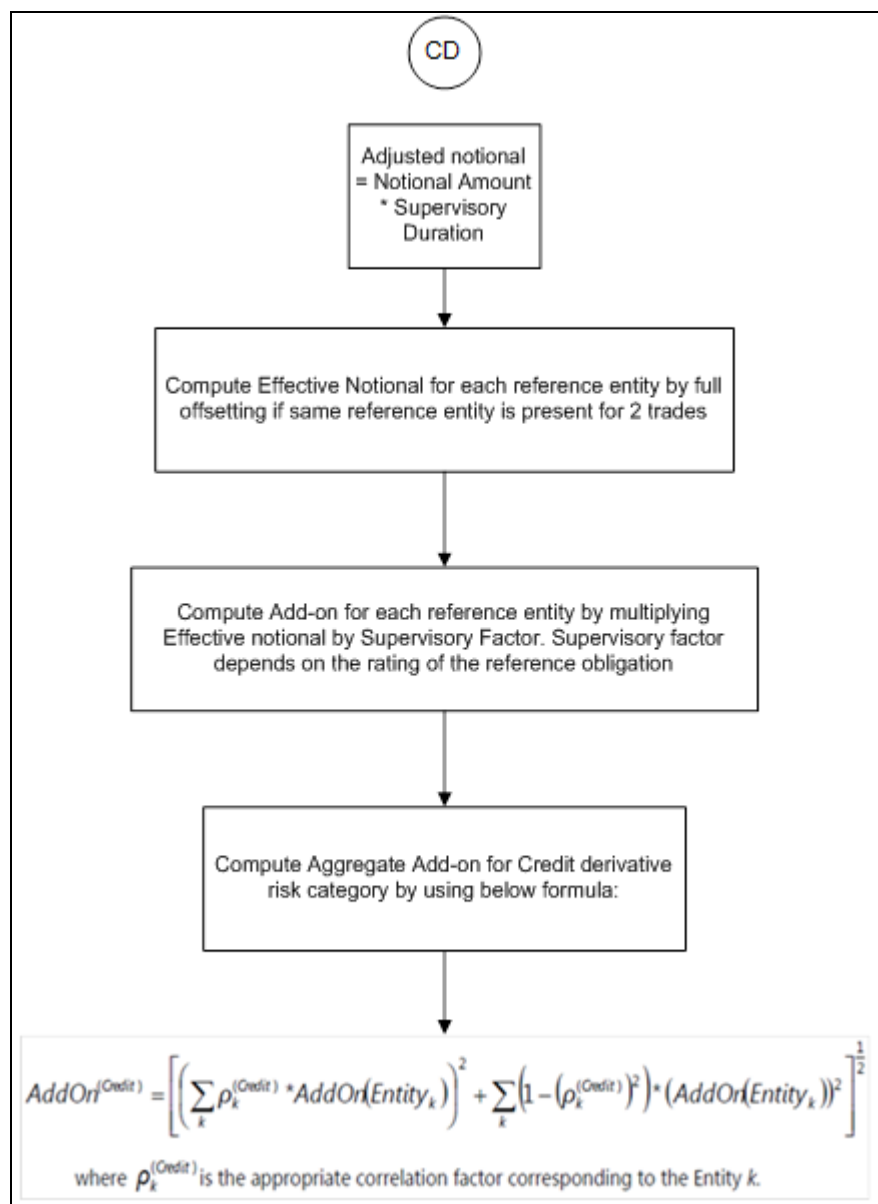 CD
Adjusted notional
= Notional Amount
* Supervisory
Duration
Compute Effective Notional for each reference entity by full
offsetting if same reference entity is present for 2 trades
Compute Add-on for each reference entity by multiplying
Effective notional by Supervisory Factor. Supervisory factor
depends on the rating of the reference obligation
Compute Aggregate Add-on for Credit derivative
risk category by using below formula:
AddOn^(Credit) = [(∑_k ρ_k^(Credit) *AddOn(Entity_k))^2 + ∑_k (1−(ρ_k^(Credit))^2)*(AddOn(Entity_k))^2]^(1/2)
where ρ_k^(Credit) is the appropriate correlation factor corresponding to the Entity k.